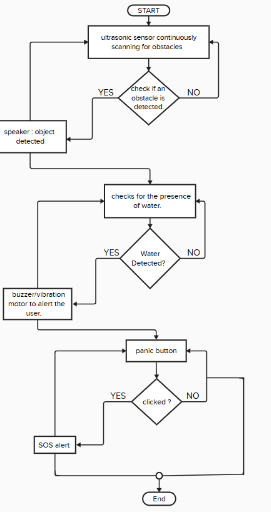 START
ultrasonic sensor continuously
scanning for obstacles
check if an
obstacle is
detected
YES
NO
speaker : object
detected
checks for the presence
of water.
Water
Detected?
YES
NO
buzzer/vibration
motor to alert the
user.
panic button
clicked ?
YES
NO
SOS alert
End